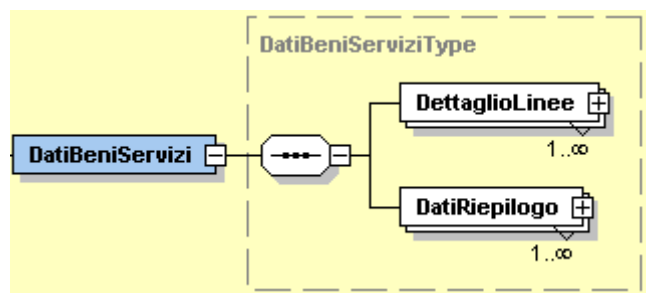 DatiBeniServiziType
DettaglioLinee
1..∞
DatiBeniServizi
DatiRiepilogo
1..∞